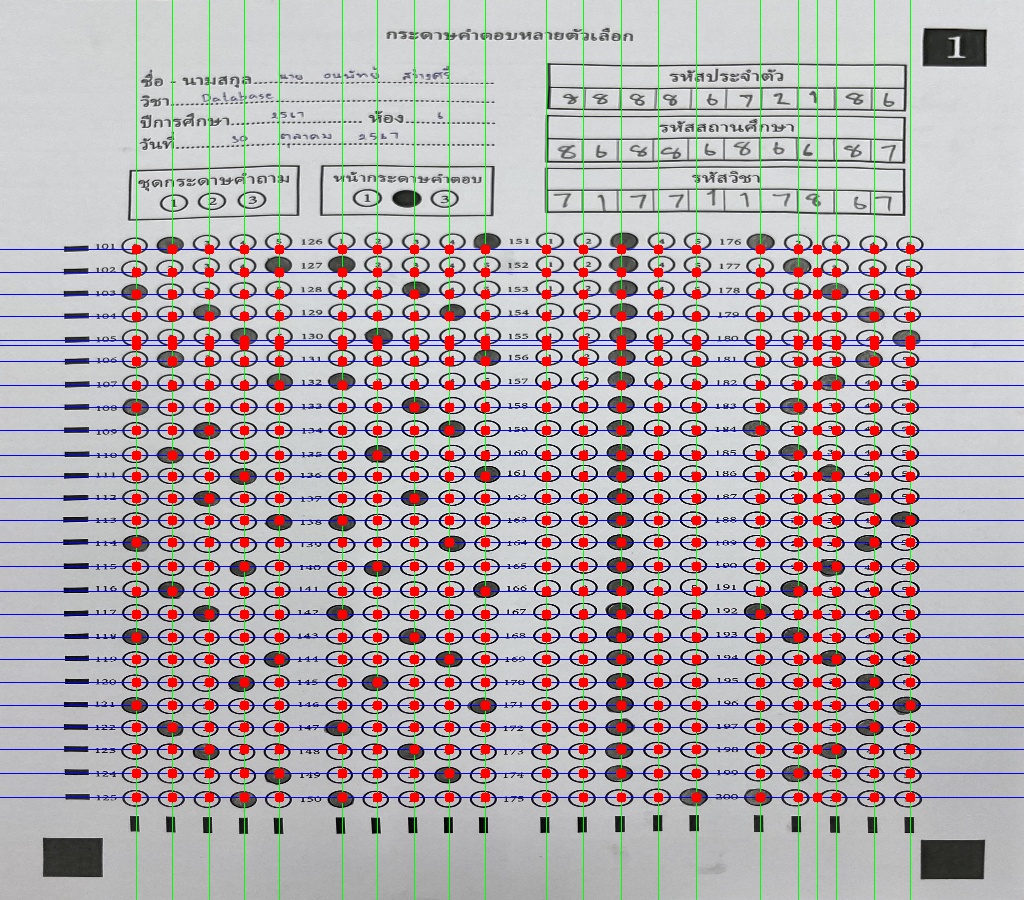 กระดาษคำตอบหลายตัวเลือก
1
ชื่อ - นามสกุล นาย
วิชา Database
ปีการศึกษา 2567 ห้อง
วันที่ 30 ตุลาคม 2567
รหัสประจำตัว
8 8 8 8 6 7 2 1 8 6
รหัสสถานศึกษา
8 6 8 8 6 8 6 6 8 7
รหัสวิชา
7 1 7 7 1 1 7 8 6 7
ชุดกระดาษคำถาม
1 2 3
หน้ากระดาษคำตอบ
1 3
101 126 151 176
102 127 152 177
103 128 153 178
104 129 154 179
105 130 155 180
106 131 156 181
107 132 157 182
108 133 158 183
109 134 159 184
110 135 160 185
111 136 161 186
112 137 162 187
113 138 163 188
114 139 164 189
115 140 165 190
116 141 166 191
117 142 167 192
118 143 168 193
119 144 169 194
120 145 170 195
121 146 171 196
122 147 172 197
123 148 173 198
124 149 174 199
125 150 175 200